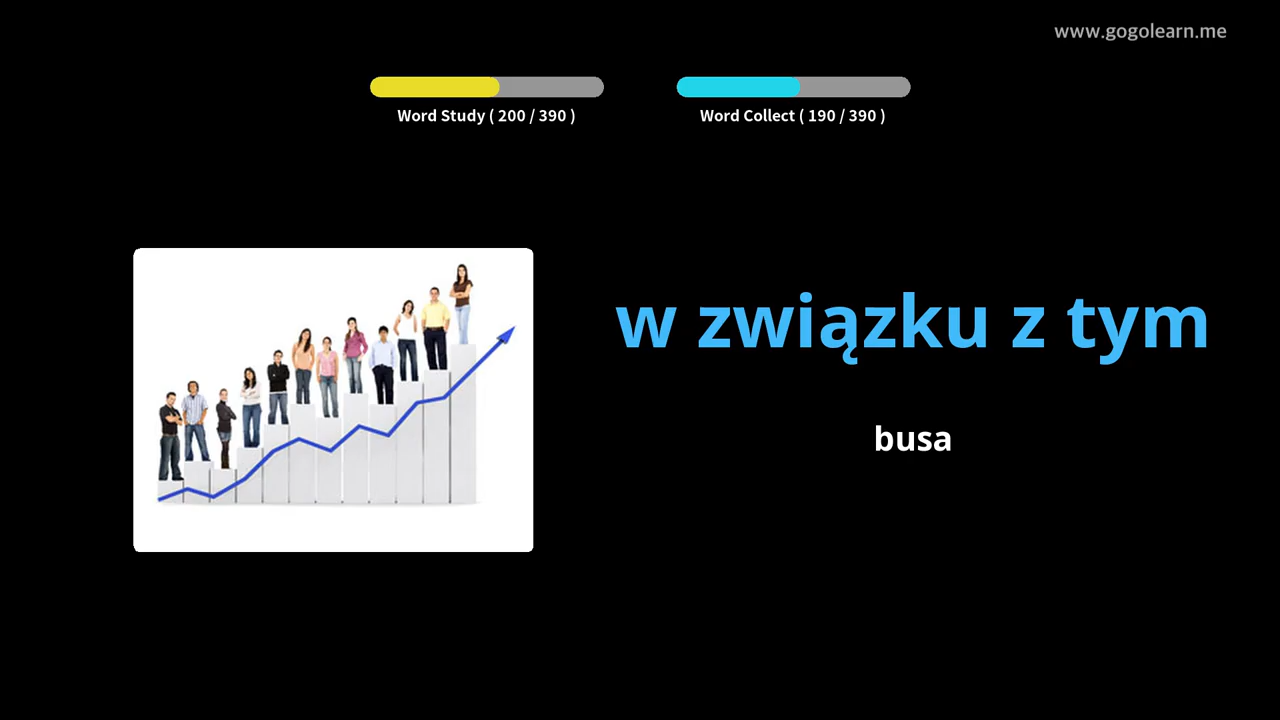 www.gogolearn.me
Word Study ( 200 / 390 )
Word Collect ( 190 / 390 )
w związku z tym
busa